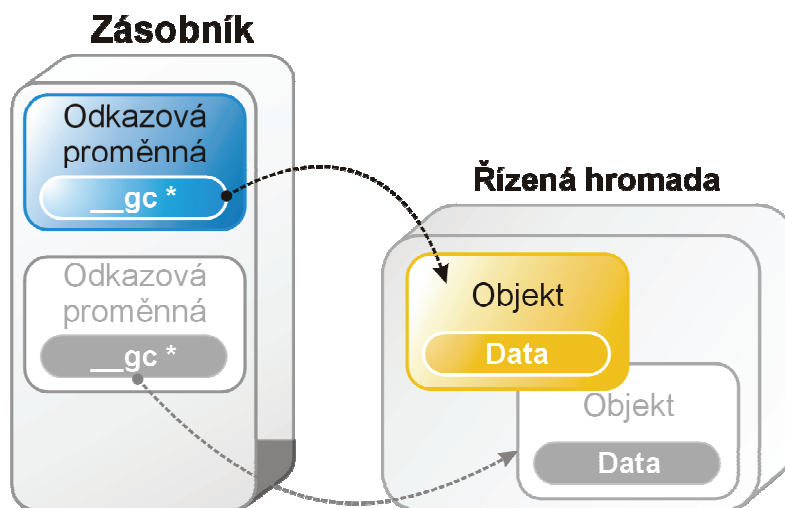 Zásobník
Odkazová
proměnná
__gc *
Odkazová
proměnná
__gc *
Řízená hromada
Objekt
Data
Objekt
Data